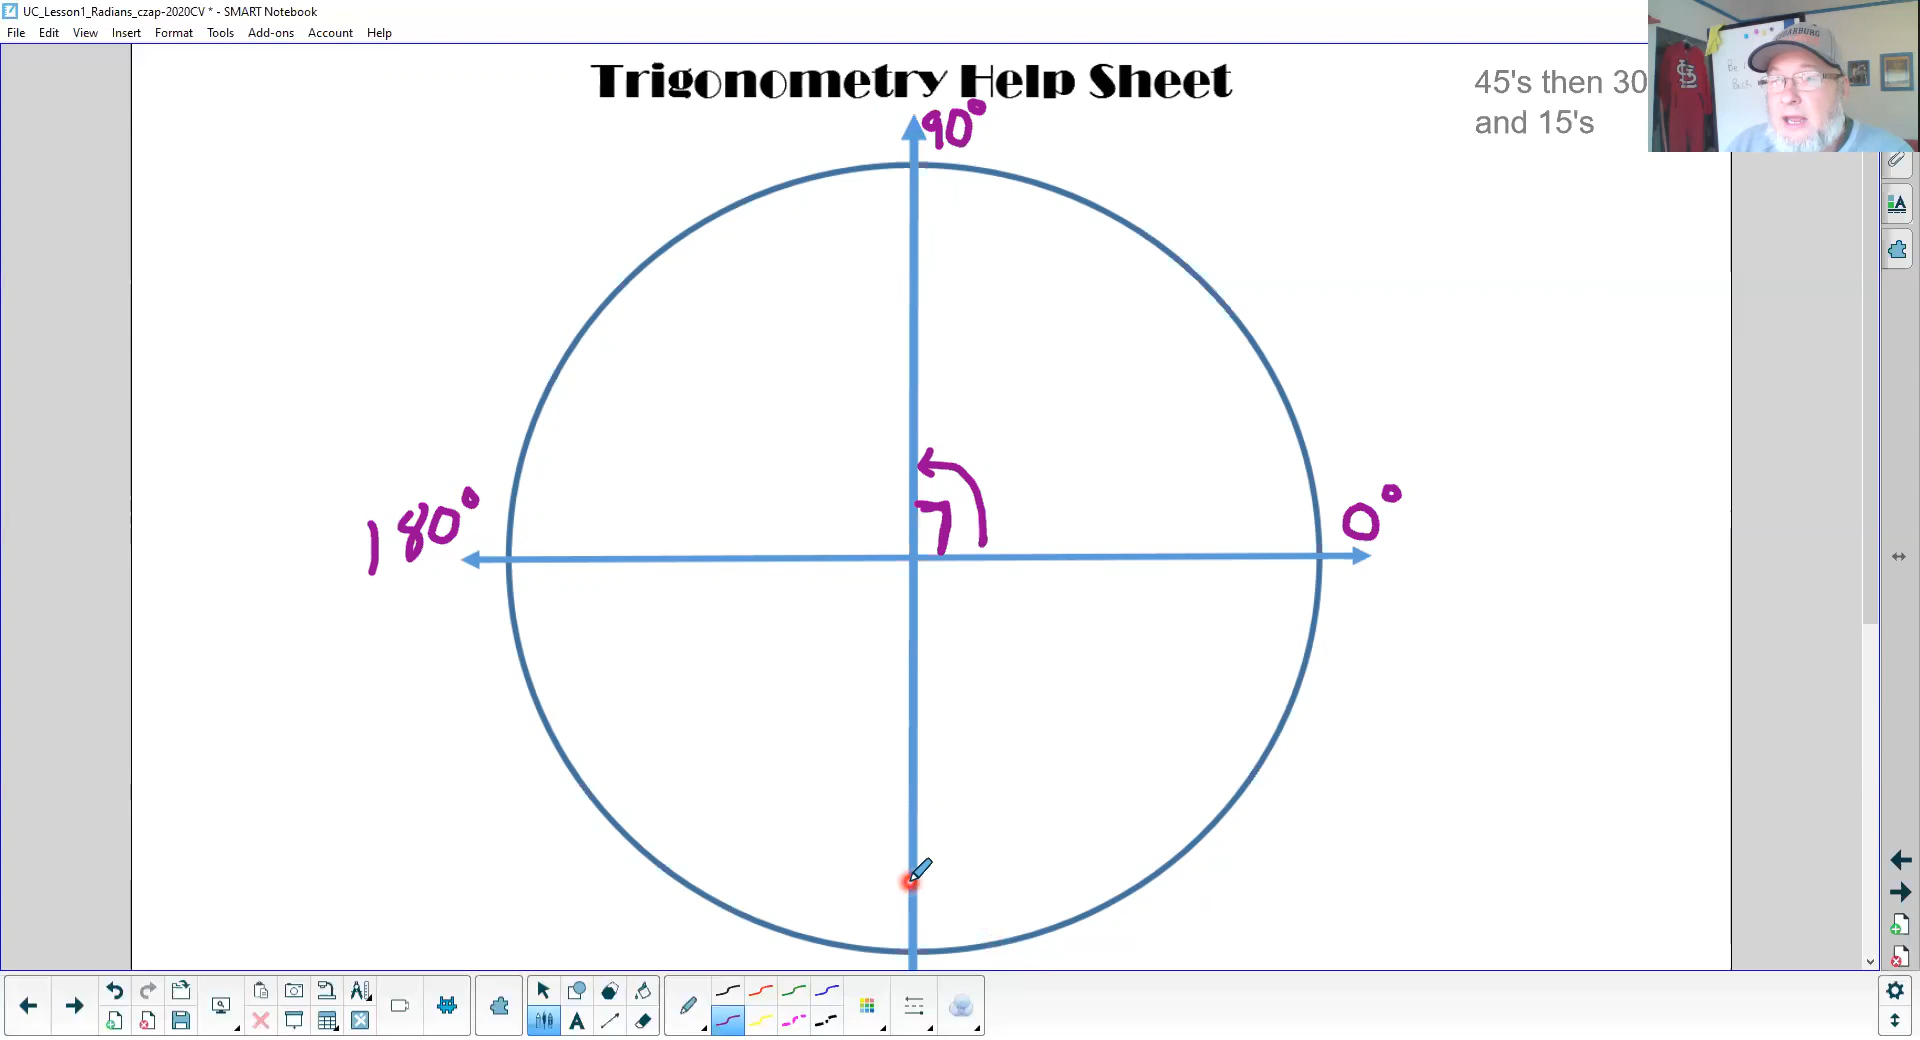 UC_Lesson1_Radians_czap-2020CV * - SMART Notebook
File Edit View Insert Format Tools Add-ons Account Help
Trigonometry Help Sheet
45's then 30
and 15's
90°
180°
0°